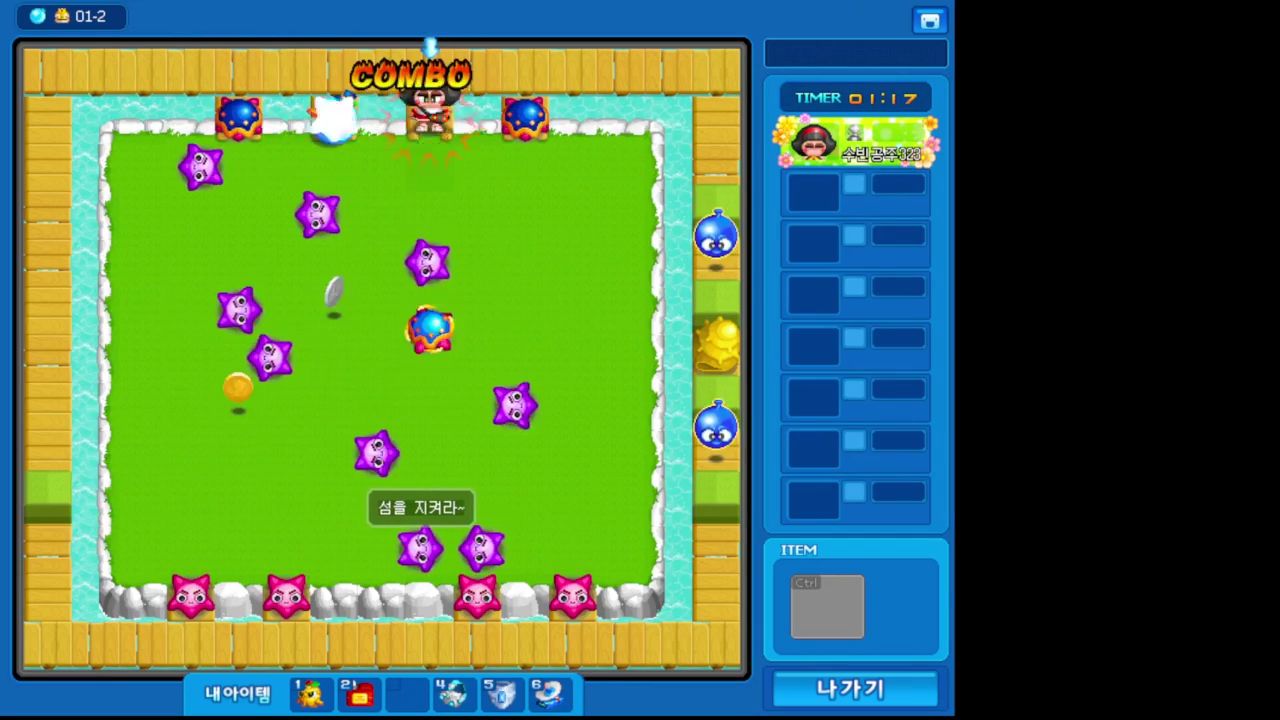 01-2
COMBO
TIMER 01:17
수빈공주323
섬을 지켜라~
ITEM
Ctrl
내아이템
1
2
4
5
6
나가기